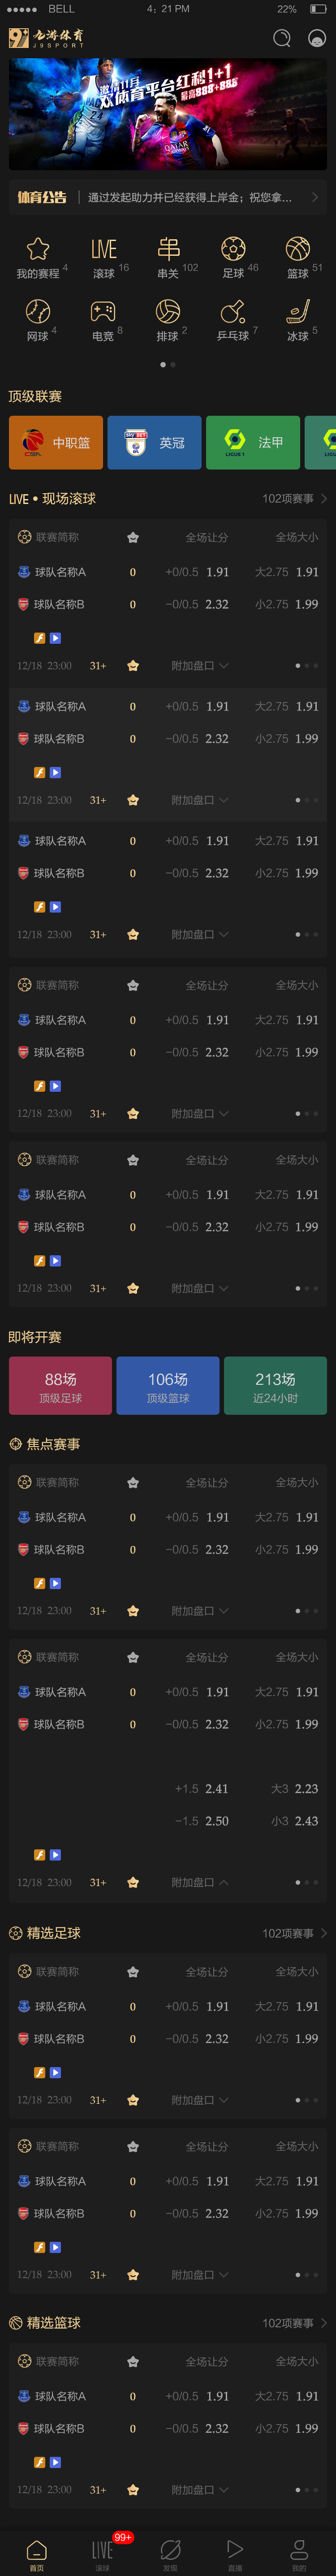 BELL 4：21 PM 22%
九游体育
J9SPORT
邀情11月
欢体育平台红利1+1
最高888+88$
体育公告 通过发起助力并已经获得上岸金；祝您拿...
LIVE
我的赛程 4 滚球 16 串关 102 足球 46 篮球 51
网球 4 电竞 8 排球 2 乒乓球 7 冰球 5
顶级联赛
中职篮 英冠 法甲
LIVE • 现场滚球 102项赛事
联赛简称 全场让分 全场大小
球队名称A 0 +0/0.5 1.91 大2.75 1.91
球队名称B 0 −0/0.5 2.32 小2.75 1.99
12/18 23:00 31+ 附加盘口
球队名称A 0 +0/0.5 1.91 大2.75 1.91
球队名称B 0 −0/0.5 2.32 小2.75 1.99
12/18 23:00 31+ 附加盘口
球队名称A 0 +0/0.5 1.91 大2.75 1.91
球队名称B 0 −0/0.5 2.32 小2.75 1.99
12/18 23:00 31+ 附加盘口
联赛简称 全场让分 全场大小
球队名称A 0 +0/0.5 1.91 大2.75 1.91
球队名称B 0 −0/0.5 2.32 小2.75 1.99
12/18 23:00 31+ 附加盘口
联赛简称 全场让分 全场大小
球队名称A 0 +0/0.5 1.91 大2.75 1.91
球队名称B 0 −0/0.5 2.32 小2.75 1.99
12/18 23:00 31+ 附加盘口
即将开赛
88场 106场 213场
顶级足球 顶级篮球 近24小时
焦点赛事
联赛简称 全场让分 全场大小
球队名称A 0 +0/0.5 1.91 大2.75 1.91
球队名称B 0 −0/0.5 2.32 小2.75 1.99
12/18 23:00 31+ 附加盘口
联赛简称 全场让分 全场大小
球队名称A 0 +0/0.5 1.91 大2.75 1.91
球队名称B 0 −0/0.5 2.32 小2.75 1.99
+1.5 2.41 大3 2.23
−1.5 2.50 小3 2.43
12/18 23:00 31+ 附加盘口
精选足球 102项赛事
联赛简称 全场让分 全场大小
球队名称A 0 +0/0.5 1.91 大2.75 1.91
球队名称B 0 −0/0.5 2.32 小2.75 1.99
12/18 23:00 31+ 附加盘口
联赛简称 全场让分 全场大小
球队名称A 0 +0/0.5 1.91 大2.75 1.91
球队名称B 0 −0/0.5 2.32 小2.75 1.99
12/18 23:00 31+ 附加盘口
精选篮球 102项赛事
联赛简称 全场让分 全场大小
球队名称A 0 +0/0.5 1.91 大2.75 1.91
球队名称B 0 −0/0.5 2.32 小2.75 1.99
12/18 23:00 31+ 附加盘口
LIVE 99+
首页 滚球 发现 直播 我的